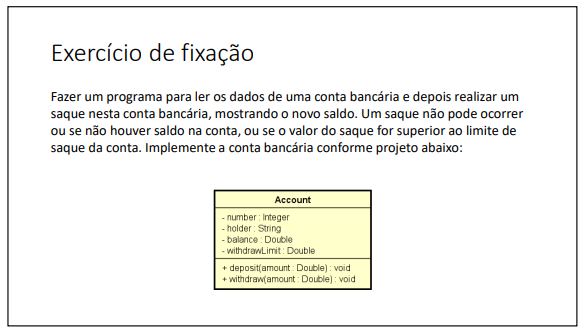 Exercício de fixação
Fazer um programa para ler os dados de uma conta bancária e depois realizar um
saque nesta conta bancária, mostrando o novo saldo. Um saque não pode ocorrer
ou se não houver saldo na conta, ou se o valor do saque for superior ao limite de
saque da conta. Implemente a conta bancária conforme projeto abaixo:
Account
- number : Integer
- holder : String
- balance : Double
- withdrawLimit : Double
+ deposit(amount : Double) : void
+ withdraw(amount : Double) : void